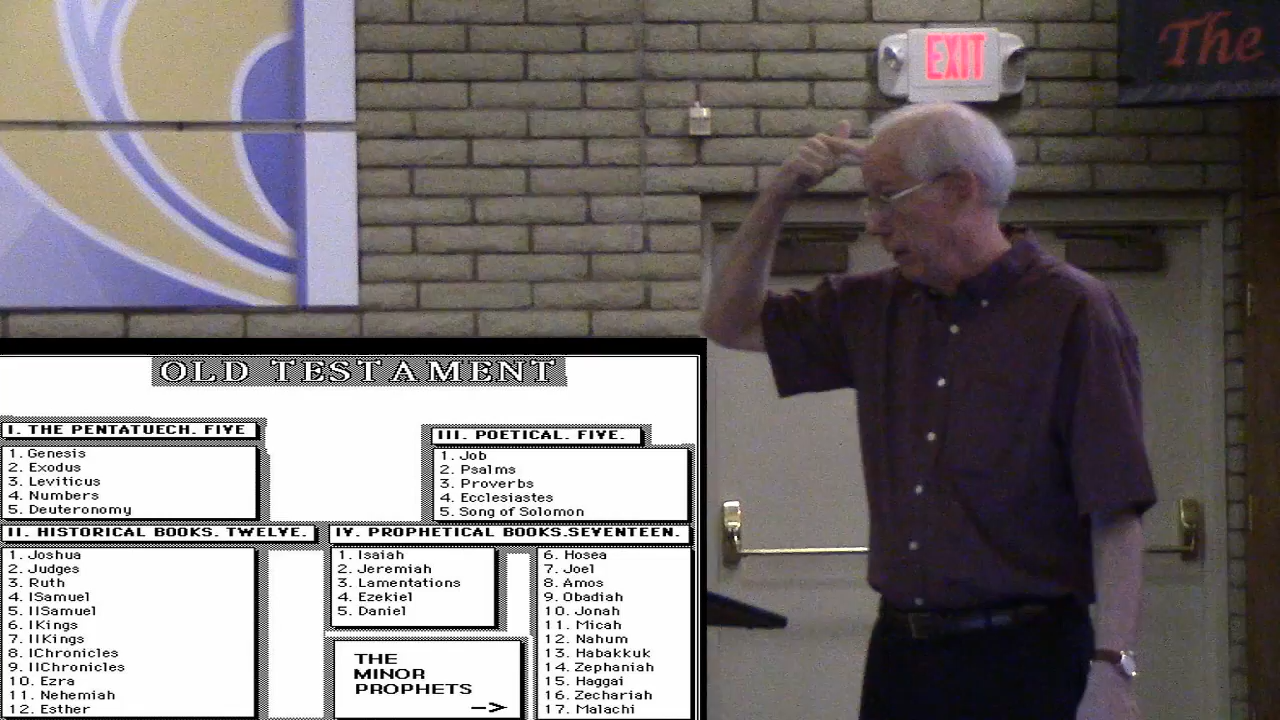 EXIT
The
OLD TESTAMENT
I. THE PENTATUECH. FIVE
1. Genesis
2. Exodus
3. Leviticus
4. Numbers
5. Deuteronomy
II. HISTORICAL BOOKS. TWELVE.
1. Joshua
2. Judges
3. Ruth
4. ISamuel
5. IISamuel
6. IKings
7. IIKings
8. IChronicles
9. IIChronicles
10. Ezra
11. Nehemiah
12. Esther
III. POETICAL. FIVE.
1. Job
2. Psalms
3. Proverbs
4. Ecclesiastes
5. Song of Solomon
IV. PROPHETICAL BOOKS.SEVENTEEN.
1. Isaiah
2. Jeremiah
3. Lamentations
4. Ezekiel
5. Daniel
THE
MINOR
PROPHETS
-->
6. Hosea
7. Joel
8. Amos
9. Obadiah
10. Jonah
11. Micah
12. Nahum
13. Habakkuk
14. Zephaniah
15. Haggai
16. Zechariah
17. Malachi